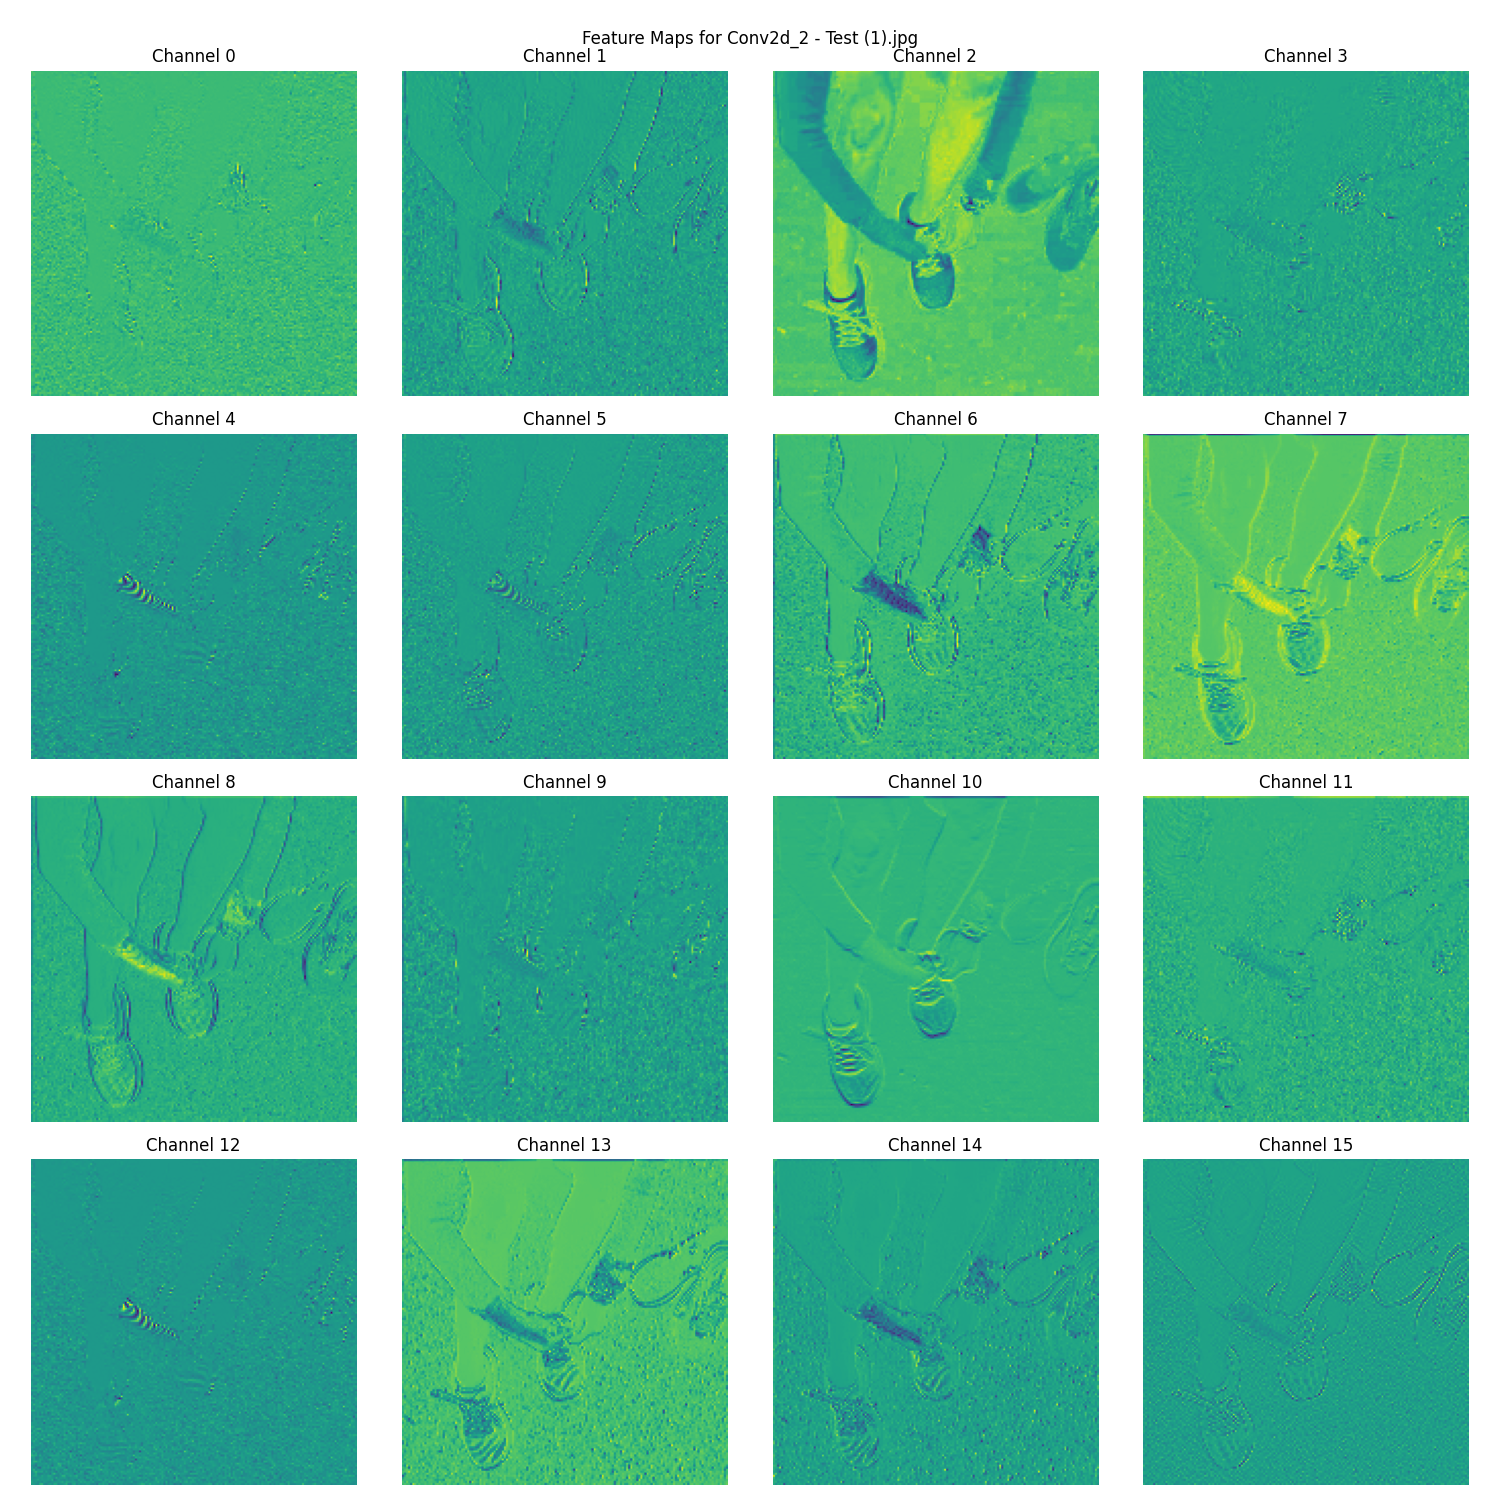 Feature Maps for Conv2d_2 - Test (1).jpg
Channel 0
Channel 1
Channel 2
Channel 3
Channel 4
Channel 5
Channel 6
Channel 7
Channel 8
Channel 9
Channel 10
Channel 11
Channel 12
Channel 13
Channel 14
Channel 15